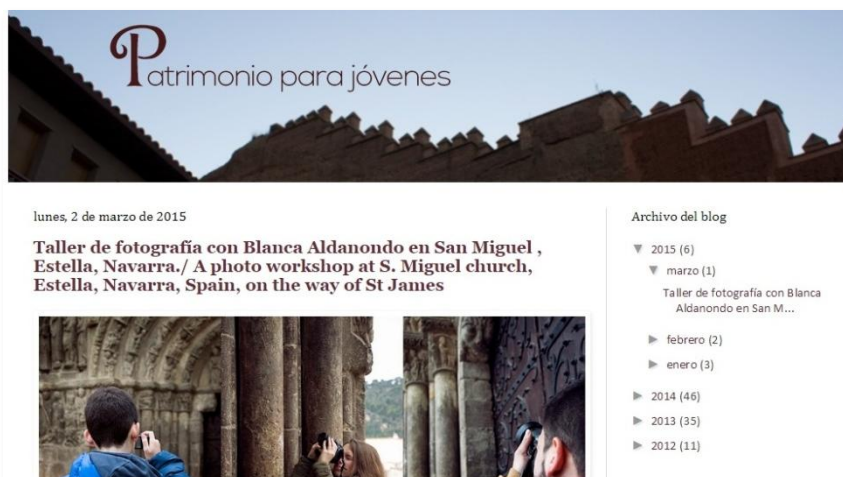 Patrimonio para jóvenes
lunes, 2 de marzo de 2015
Taller de fotografía con Blanca Aldanondo en San Miguel ,
Estella, Navarra./ A photo workshop at S. Miguel church,
Estella, Navarra, Spain, on the way of St James
Archivo del blog
▼ 2015 (6)
▼ marzo (1)
Taller de fotografía con Blanca
Aldanondo en San M...
► febrero (2)
► enero (3)
► 2014 (46)
► 2013 (35)
► 2012 (11)